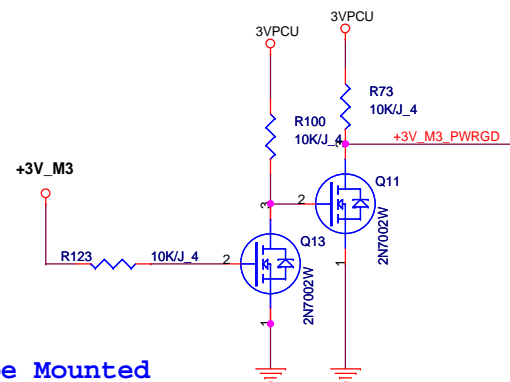 3VPCU
3VPCU
R73
10K/J_4
R100
10K/J_4
3
+3V_M3_PWRGD
+3V_M3
Q11
2
2N7002W
3
Q13
R123
10K/J_4
2
2N7002W
1
1
e Mounted